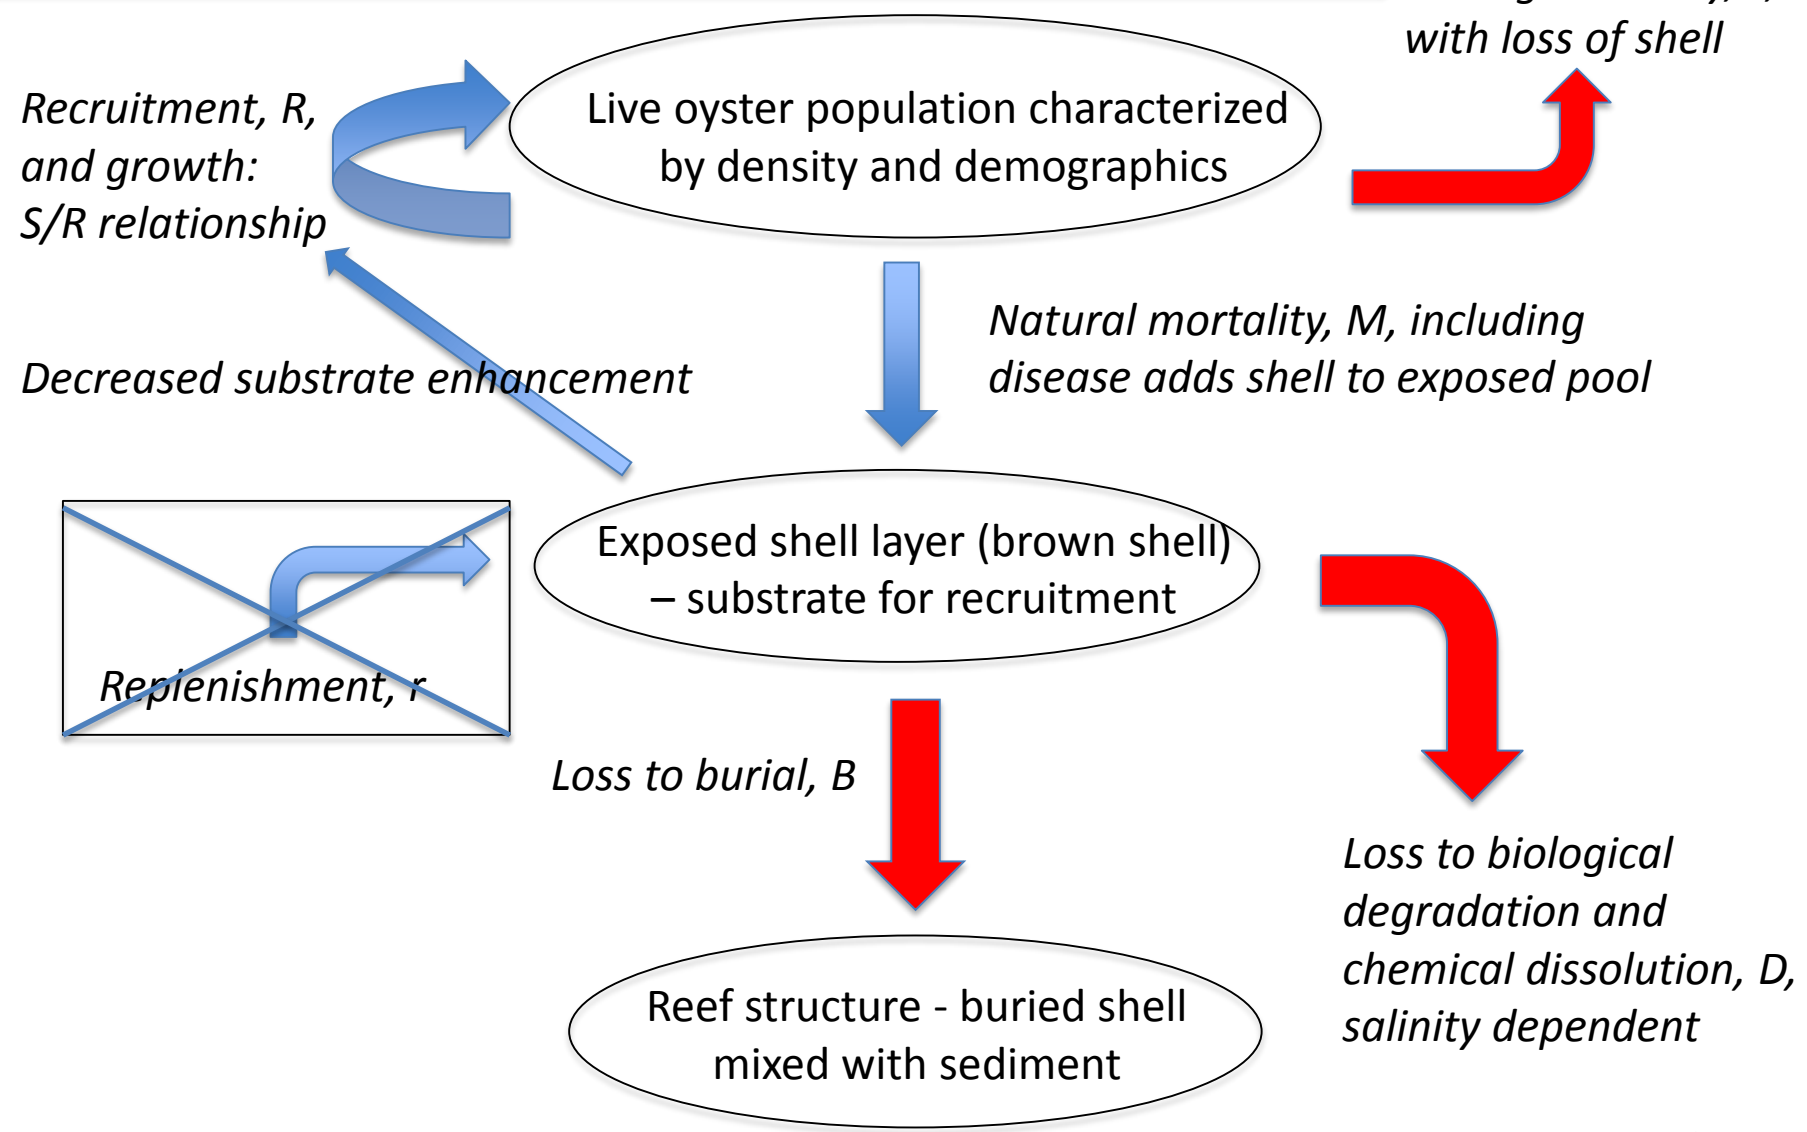 with loss of shell
Recruitment, R,
and growth:
S/R relationship
Live oyster population characterized
by density and demographics
Natural mortality, M, including
disease adds shell to exposed pool
Decreased substrate enhancement
Exposed shell layer (brown shell)
– substrate for recruitment
Replenishment, r
Loss to burial, B
Loss to biological
degradation and
chemical dissolution, D,
salinity dependent
Reef structure - buried shell
mixed with sediment